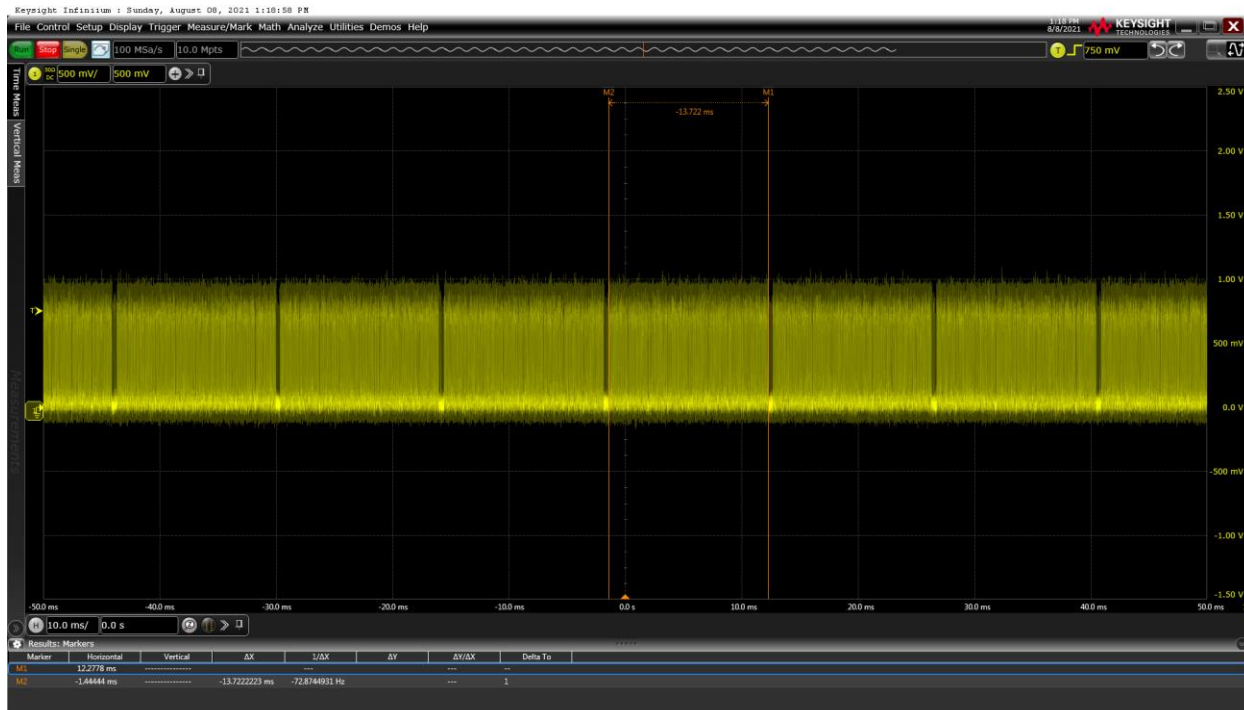 Keysight Infiniium : Sunday, August 08, 2021 1:18:58 PM
File Control Setup Display Trigger Measure/Mark Math Analyze Utilities Demos Help
1:18 PM
8/8/2021
KEYSIGHT
TECHNOLOGIES
Run Stop Single 100 MSa/s 10.0 Mpts T 750 mV
1 50Ω DC 500 mV/ 500 mV
Time Meas
Vertical Meas
Measurements
M2 M1
-13.722 ms
2.50 V
2.00 V
1.50 V
1.00 V
T
500 mV
0.0 V
-500 mV
-1.00 V
-1.50 V
-50.0 ms -40.0 ms -30.0 ms -20.0 ms -10.0 ms 0.0 s 10.0 ms 20.0 ms 30.0 ms 40.0 ms 50.0 ms
H 10.0 ms/ 0.0 s
Results: Markers
Marker Horizontal Vertical ΔX 1/ΔX ΔY ΔY/ΔX Delta To
M1 12.2778 ms --------------- --- --- --
M2 -1.44444 ms --------------- -13.7222223 ms -72.8744931 Hz --- 1